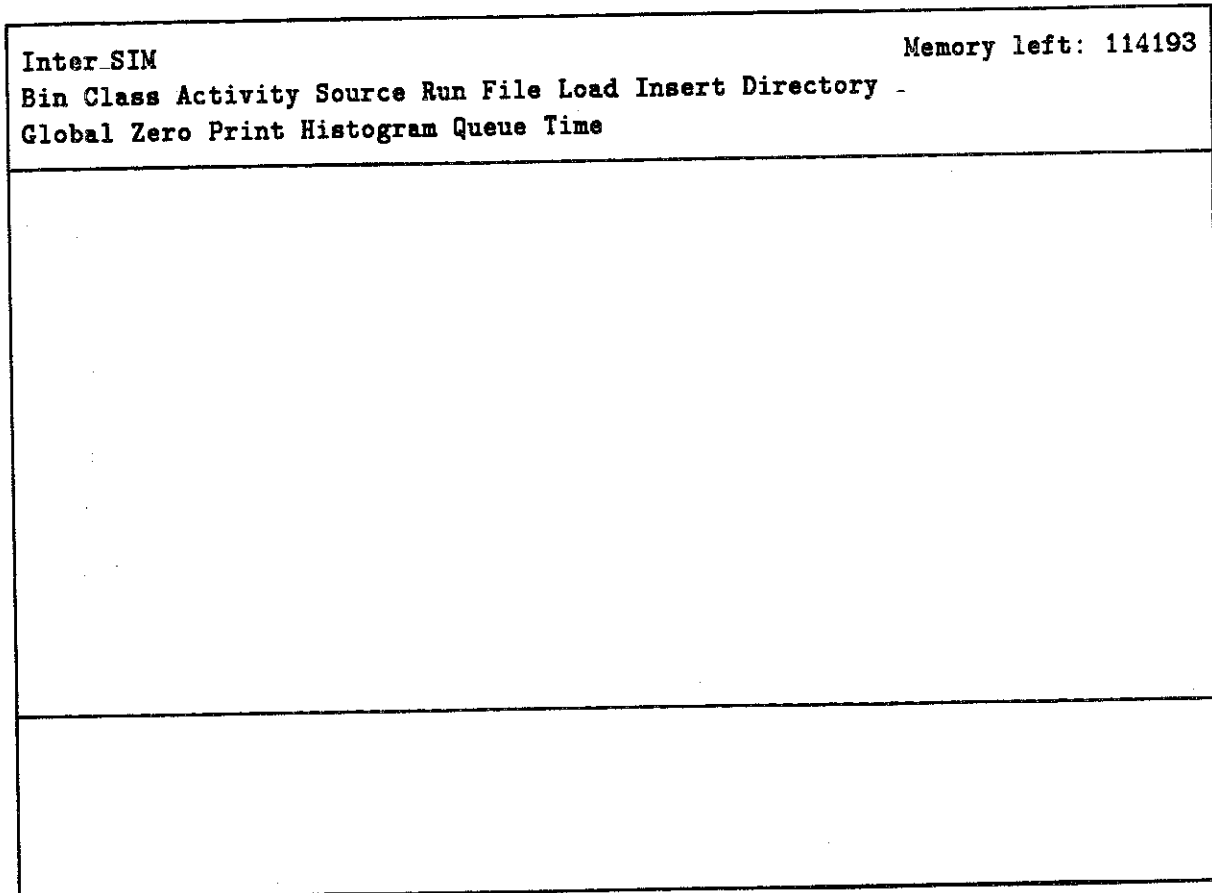 Inter_SIM Memory left: 114193
Bin Class Activity Source Run File Load Insert Directory _
Global Zero Print Histogram Queue Time